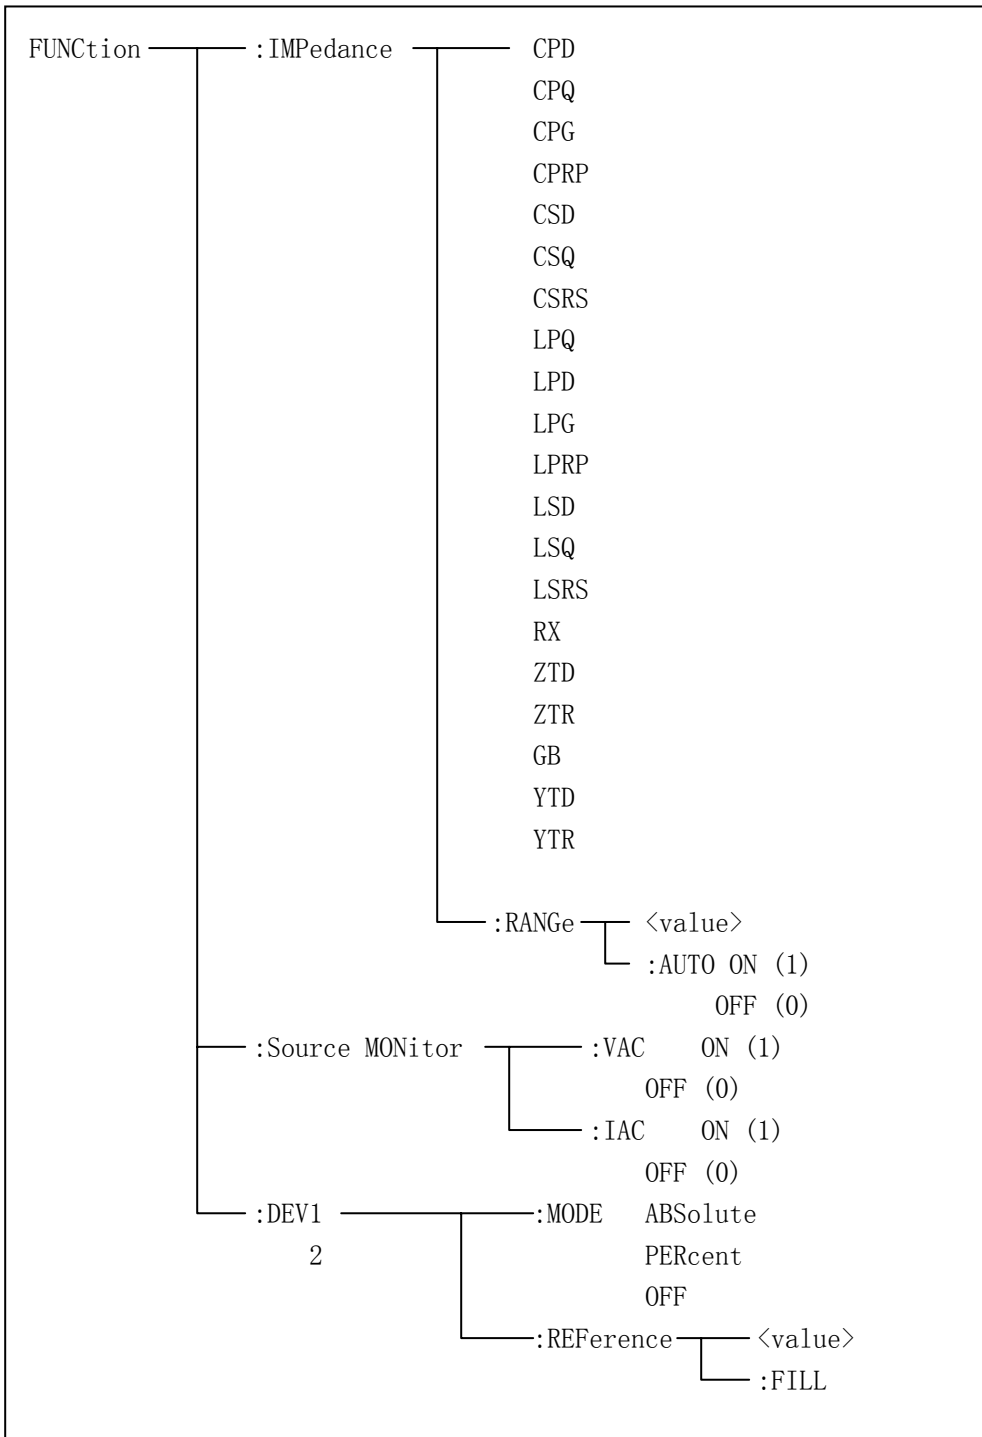 FUNCtion :IMPedance CPD
CPQ
CPG
CPRP
CSD
CSQ
CSRS
LPQ
LPD
LPG
LPRP
LSD
LSQ
LSRS
RX
ZTD
ZTR
GB
YTD
YTR
:RANGe <value>
:AUTO ON (1)
OFF (0)
:Source MONitor :VAC ON (1)
OFF (0)
:IAC ON (1)
OFF (0)
:DEV1 :MODE ABSolute
2 PERcent
OFF
:REFerence <value>
:FILL